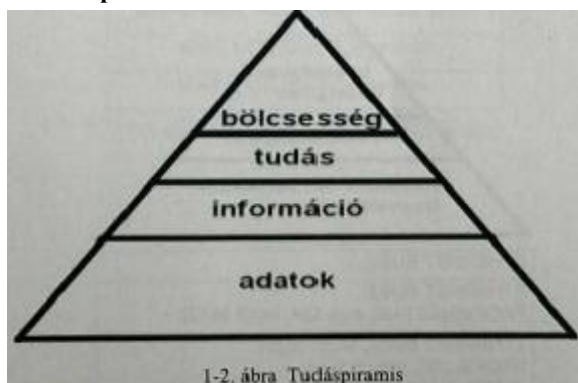 bölcsesség
tudás
információ
adatok
1-2. ábra Tudáspiramis